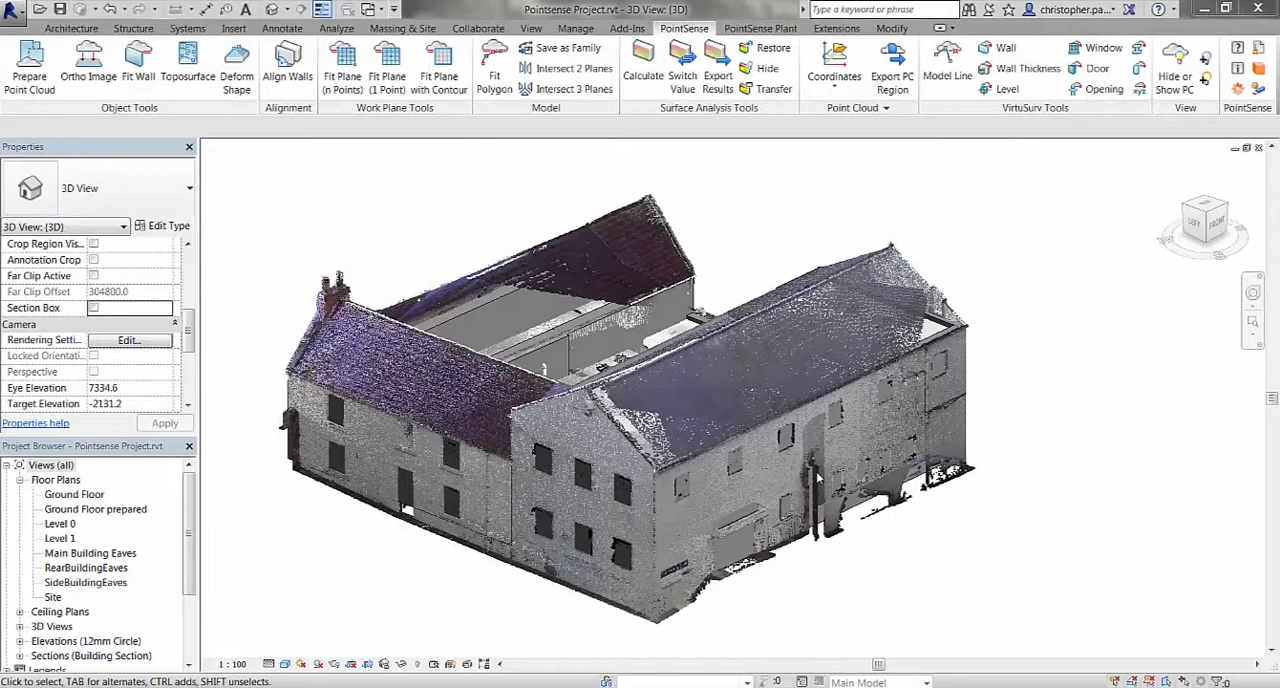 Pointsense Project.rvt - 3D View: {3D}
Type a keyword or phrase
christopher.pa...
Architecture Structure Systems Insert Annotate Analyze Massing & Site Collaborate View Manage Add-Ins PointSense PointSense Plant Extensions Modify
Prepare Point Cloud
Ortho Image
Fit Wall
Toposurface
Deform Shape
Align Walls
Fit Plane (n Points)
Fit Plane (1 Point)
Fit Plane with Contour
Fit Polygon
Save as Family
Intersect 2 Planes
Intersect 3 Planes
Calculate
Switch Value
Export Results
Restore
Hide
Transfer
Coordinates
Export PC Region
Model Line
Wall
Wall Thickness
Level
Window
Door
Opening
Hide or Show PC
Object Tools
Alignment
Work Plane Tools
Model
Surface Analysis Tools
Point Cloud
VirtuSurv Tools
View
PointSense
Properties
3D View
3D View: {3D}
Edit Type
Crop Region Vis...
Annotation Crop
Far Clip Active
Far Clip Offset 304800.0
Section Box
Camera
Rendering Setti... Edit...
Locked Orientati...
Perspective
Eye Elevation 7334.6
Target Elevation -2131.2
Properties help
Apply
Project Browser - Pointsense Project.rvt
Views (all)
Floor Plans
Ground Floor
Ground Floor prepared
Level 0
Level 1
Main Building Eaves
RearBuildingEaves
SideBuildingEaves
Site
Ceiling Plans
3D Views
Elevations (12mm Circle)
Sections (Building Section)
Legends
LEFT
FRONT
1 : 100
Click to select, TAB for alternates, CTRL adds, SHIFT unselects.
:0
Main Model
:0